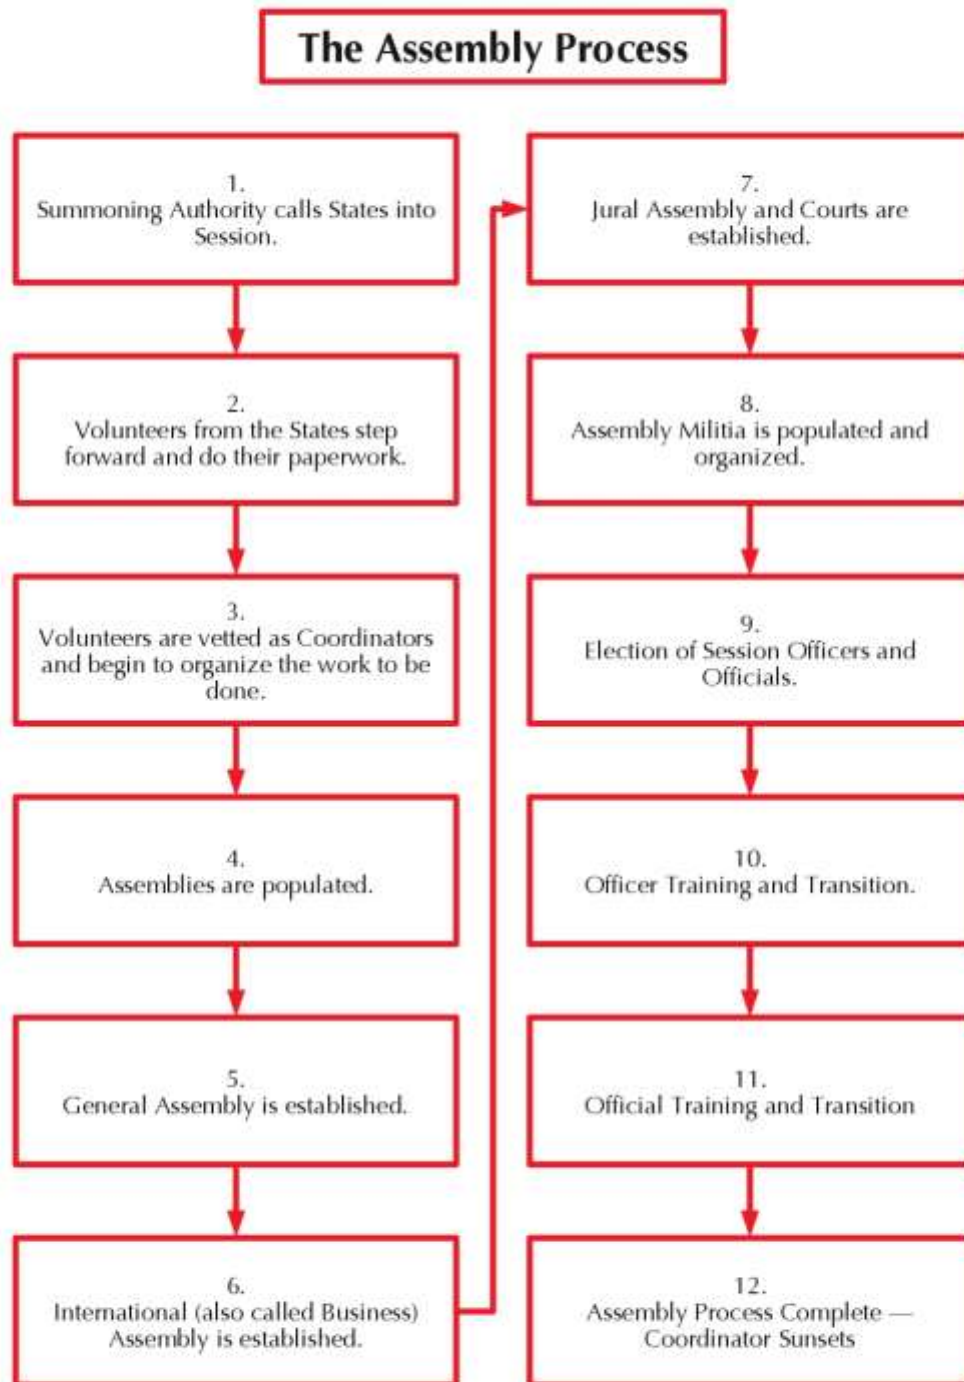 The Assembly Process
1.
Summoning Authority calls States into
Session.
2.
Volunteers from the States step
forward and do their paperwork.
3.
Volunteers are vetted as Coordinators
and begin to organize the work to be
done.
4.
Assemblies are populated.
5.
General Assembly is established.
6.
International (also called Business)
Assembly is established.
7.
Jural Assembly and Courts are
established.
8.
Assembly Militia is populated and
organized.
9.
Election of Session Officers and
Officials.
10.
Officer Training and Transition.
11.
Official Training and Transition
12.
Assembly Process Complete —
Coordinator Sunsets